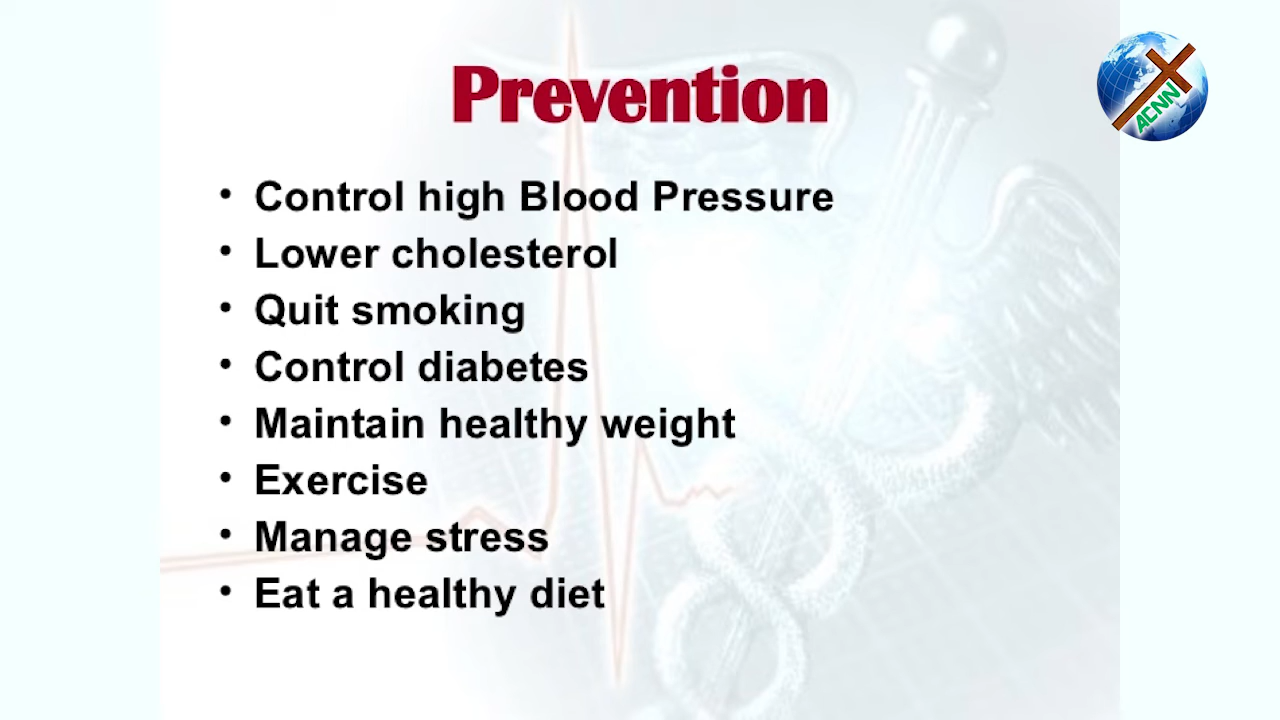 Prevention
ACNN
• Control high Blood Pressure
• Lower cholesterol
• Quit smoking
• Control diabetes
• Maintain healthy weight
• Exercise
• Manage stress
• Eat a healthy diet